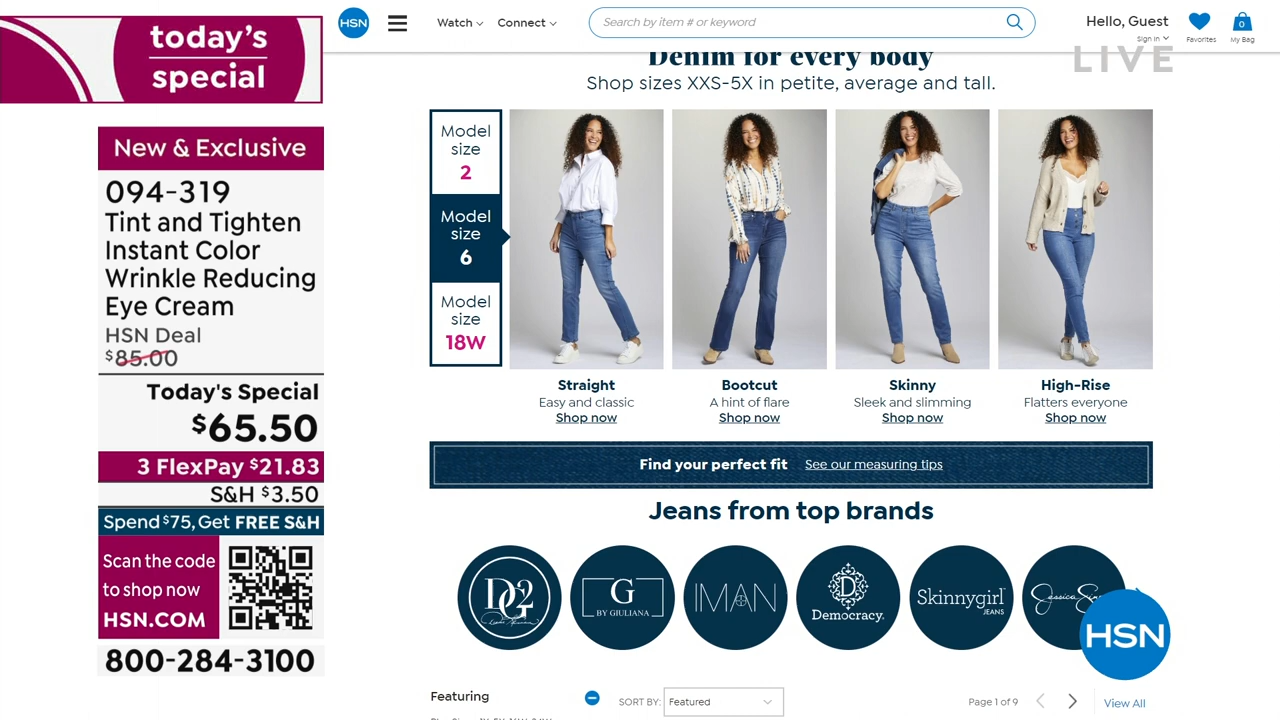 today's
special
New & Exclusive
094-319
Tint and Tighten
Instant Color
Wrinkle Reducing
Eye Cream
HSN Deal
$85.00
Today's Special
$65.50
3 FlexPay $21.83
S&H $3.50
Spend $75, Get FREE S&H
Scan the code
to shop now
HSN.COM
800-284-3100
HSN
Watch
Connect
Search by item # or keyword
Hello, Guest
Sign in
Favorites
0
My Bag
LIVE
Denim for every body
Shop sizes XXS-5X in petite, average and tall.
Model
size
2
Model
size
6
Model
size
18W
Straight
Easy and classic
Shop now
Bootcut
A hint of flare
Shop now
Skinny
Sleek and slimming
Shop now
High-Rise
Flatters everyone
Shop now
Find your perfect fit See our measuring tips
Jeans from top brands
DG2
G
BY GIULIANA
IMAN
D
Democracy
Skinnygirl
JEANS
Jessica
HSN
Featuring
SORT BY: Featured
Page 1 of 9
View All